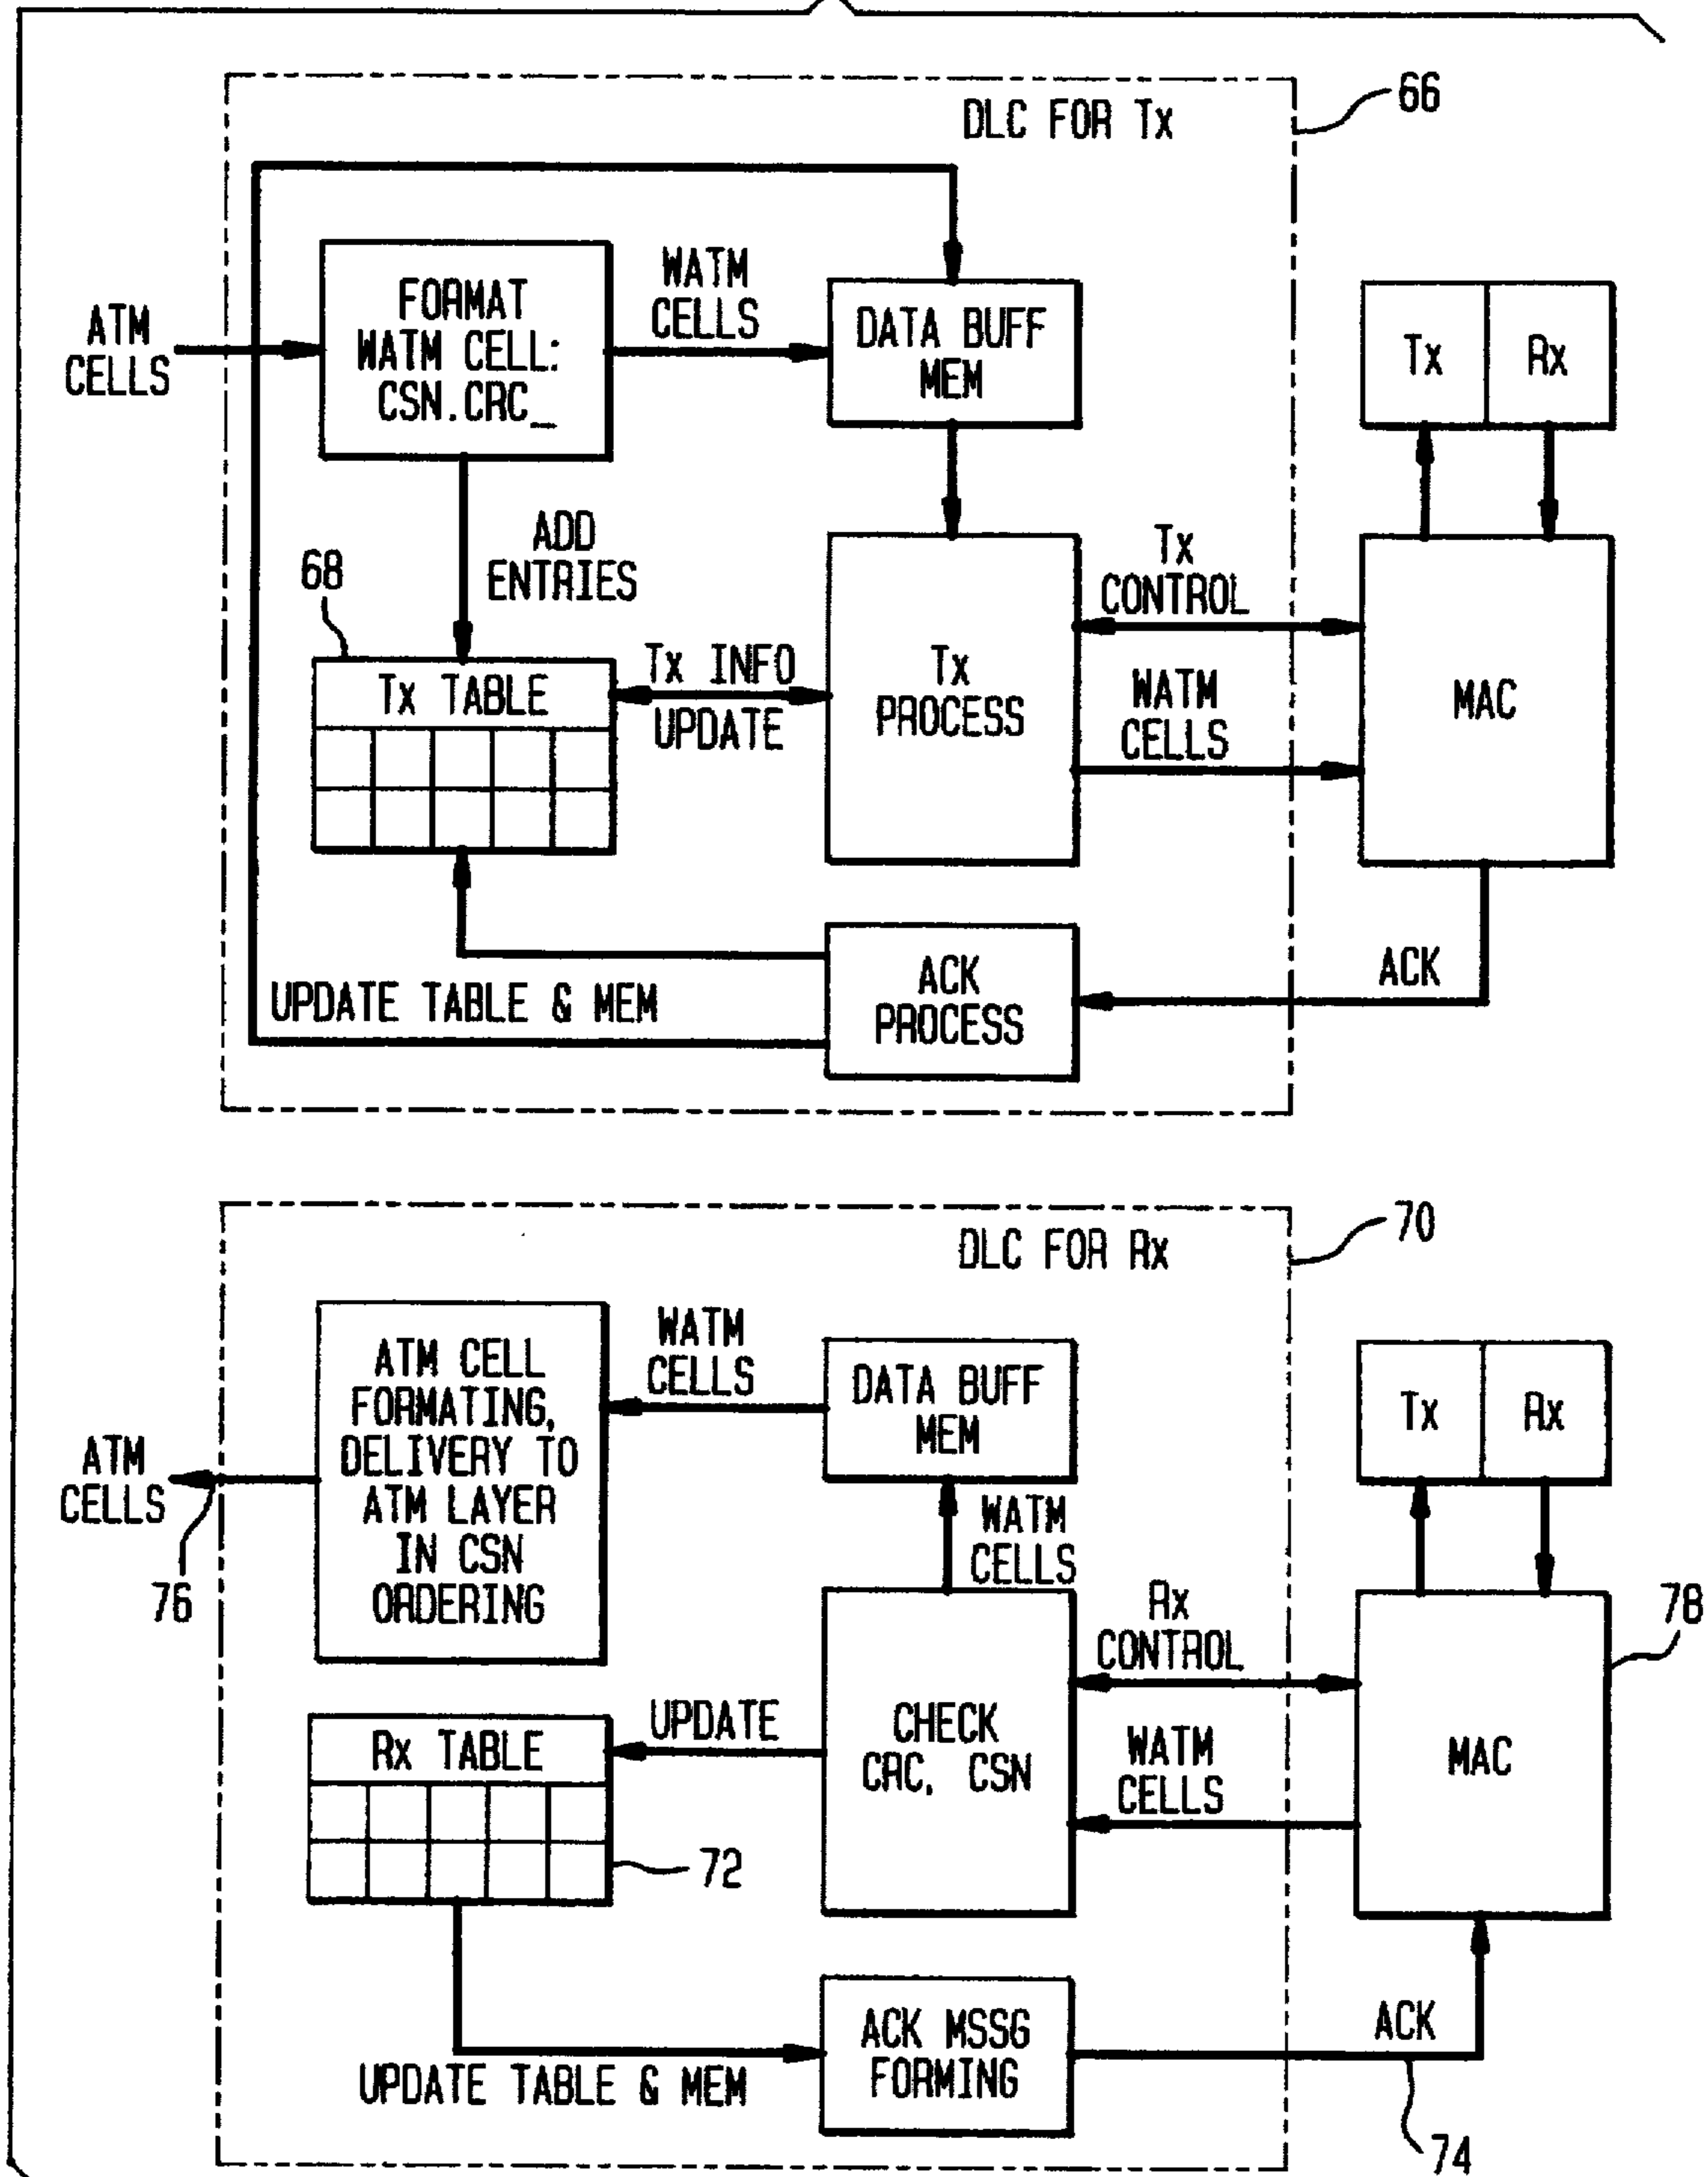 DLC FOR Tx
66
ATM
CELLS
FORMAT
WATM CELL:
CSN.CRC_
WATM
CELLS
DATA BUFF
MEM
Tx
Rx
ADD
ENTRIES
68
Tx TABLE
Tx INFO
UPDATE
Tx
PROCESS
Tx
CONTROL
WATM
CELLS
MAC
UPDATE TABLE & MEM
ACK
PROCESS
ACK
DLC FOR Rx
70
ATM
CELLS
76
ATM CELL
FORMATING,
DELIVERY TO
ATM LAYER
IN CSN
ORDERING
WATM
CELLS
DATA BUFF
MEM
WATM
CELLS
Tx
Rx
Rx TABLE
72
UPDATE
CHECK
CRC, CSN
Rx
CONTROL
WATM
CELLS
MAC
78
UPDATE TABLE & MEM
ACK MSSG
FORMING
ACK
74